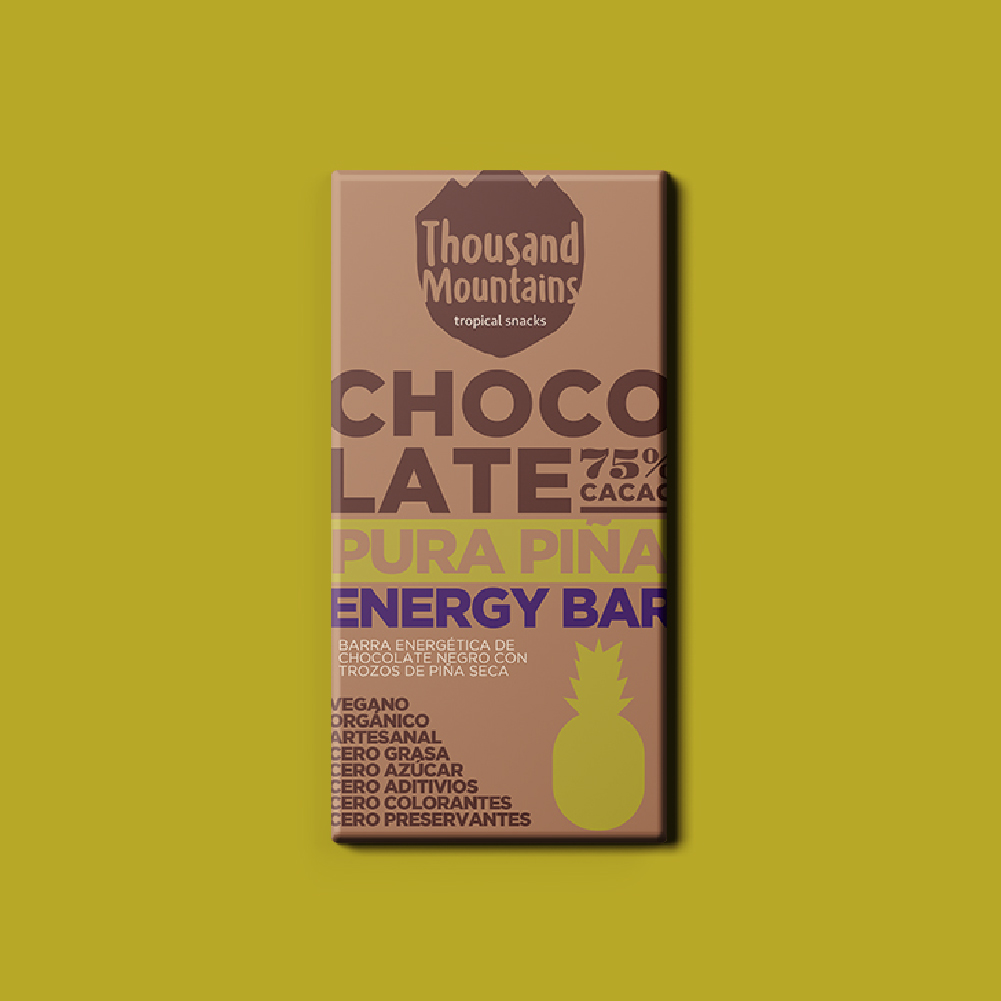 Thousand
Mountains
tropical snacks
CHOCO
LATE 75%
CACAO
PURA PIÑA
ENERGY BAR
BARRA ENERGÉTICA DE
CHOCOLATE NEGRO CON
TROZOS DE PIÑA SECA
VEGANO
ORGÁNICO
ARTESANAL
CERO GRASA
CERO AZÚCAR
CERO ADITIVIOS
CERO COLORANTES
CERO PRESERVANTES